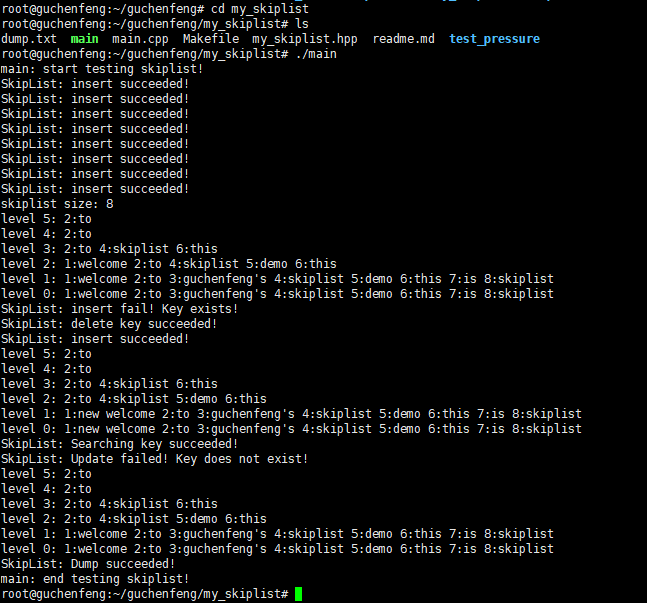 root@guchenfeng:~/guchenfeng# cd my_skiplist
root@guchenfeng:~/guchenfeng/my_skiplist# ls
dump.txt  main  main.cpp  Makefile  my_skiplist.hpp  readme.md  test_pressure
root@guchenfeng:~/guchenfeng/my_skiplist# ./main
main: start testing skiplist!
SkipList: insert succeeded!
SkipList: insert succeeded!
SkipList: insert succeeded!
SkipList: insert succeeded!
SkipList: insert succeeded!
SkipList: insert succeeded!
SkipList: insert succeeded!
SkipList: insert succeeded!
skiplist size: 8
level 5: 2:to
level 4: 2:to
level 3: 2:to 4:skiplist 6:this
level 2: 1:welcome 2:to 4:skiplist 5:demo 6:this
level 1: 1:welcome 2:to 3:guchenfeng's 4:skiplist 5:demo 6:this 7:is 8:skiplist
level 0: 1:welcome 2:to 3:guchenfeng's 4:skiplist 5:demo 6:this 7:is 8:skiplist
SkipList: insert fail! Key exists!
SkipList: delete key succeeded!
SkipList: insert succeeded!
level 5: 2:to
level 4: 2:to
level 3: 2:to 4:skiplist 6:this
level 2: 2:to 4:skiplist 5:demo 6:this
level 1: 1:new welcome 2:to 3:guchenfeng's 4:skiplist 5:demo 6:this 7:is 8:skiplist
level 0: 1:new welcome 2:to 3:guchenfeng's 4:skiplist 5:demo 6:this 7:is 8:skiplist
SkipList: Searching key succeeded!
SkipList: Update failed! Key does not exist!
level 5: 2:to
level 4: 2:to
level 3: 2:to 4:skiplist 6:this
level 2: 2:to 4:skiplist 5:demo 6:this
level 1: 1:welcome 2:to 3:guchenfeng's 4:skiplist 5:demo 6:this 7:is 8:skiplist
level 0: 1:welcome 2:to 3:guchenfeng's 4:skiplist 5:demo 6:this 7:is 8:skiplist
SkipList: Dump succeeded!
main: end testing skiplist!
root@guchenfeng:~/guchenfeng/my_skiplist#